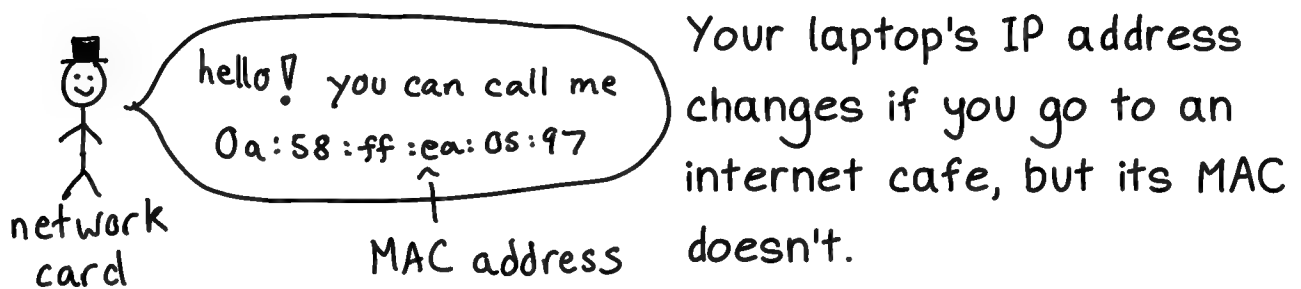 hello! you can call me
0a:58:ff:ea:05:97
network
card
MAC address
Your laptop's IP address
changes if you go to an
internet cafe, but its MAC
doesn't.